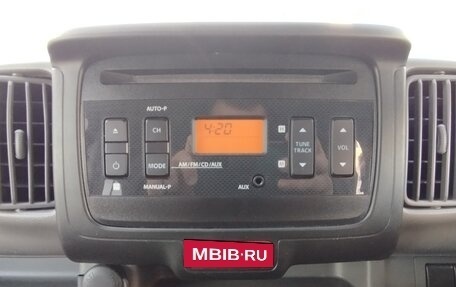 AUTO-P
CH
4:20
H
TUNE
TRACK
VOL
MODE
AM/FM/CD/AUX
M
MANUAL-P
AUX
MBIB.RU